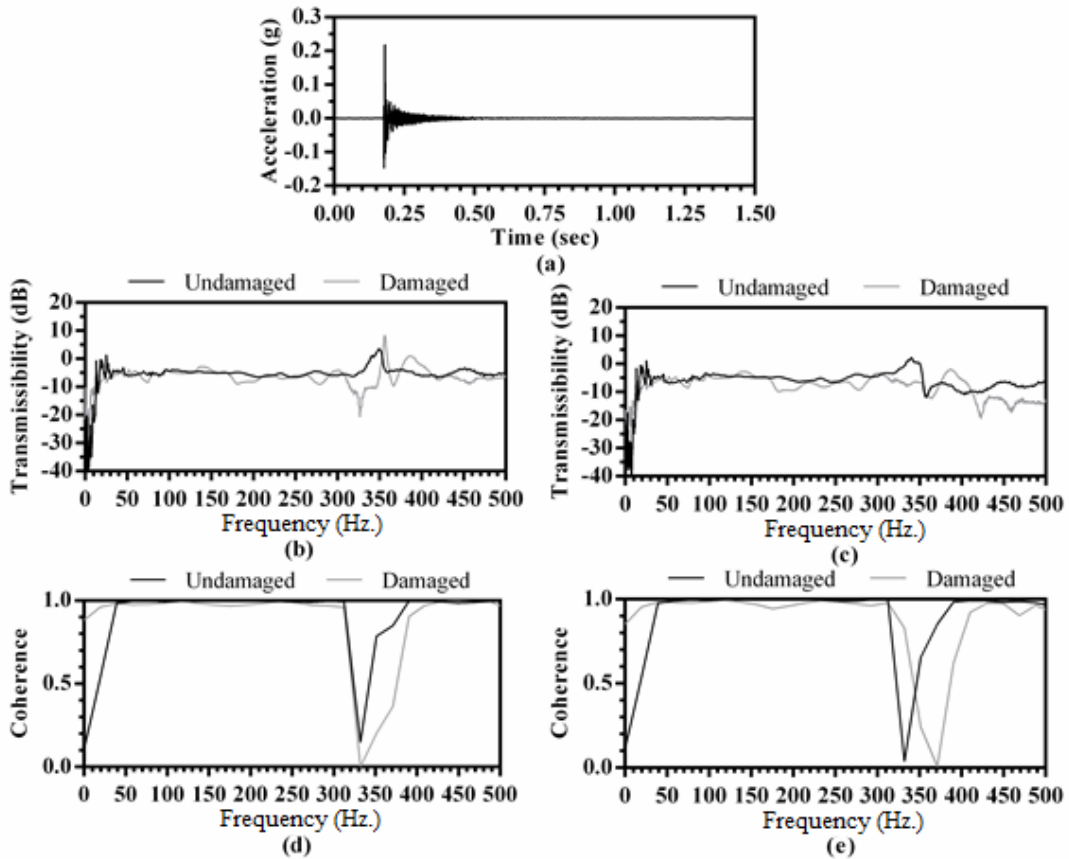 Acceleration (g)
0.3
0.2
0.1
0.0
-0.1
-0.2
0.00 0.25 0.50 0.75 1.00 1.25 1.50
Time (sec)
(a)
Undamaged Damaged
Transmissibility (dB)
20
10
0
-10
-20
-30
-40
0 50 100 150 200 250 300 350 400 450 500
Frequency (Hz.)
(b)
Undamaged Damaged
Transmissibility (dB)
20
10
0
-10
-20
-30
-40
0 50 100 150 200 250 300 350 400 450 500
Frequency (Hz.)
(c)
Undamaged Damaged
Coherence
1.0
0.5
0.0
0 50 100 150 200 250 300 350 400 450 500
Frequency (Hz.)
(d)
Undamaged Damaged
Coherence
1.0
0.5
0.0
0 50 100 150 200 250 300 350 400 450 500
Frequency (Hz.)
(e)